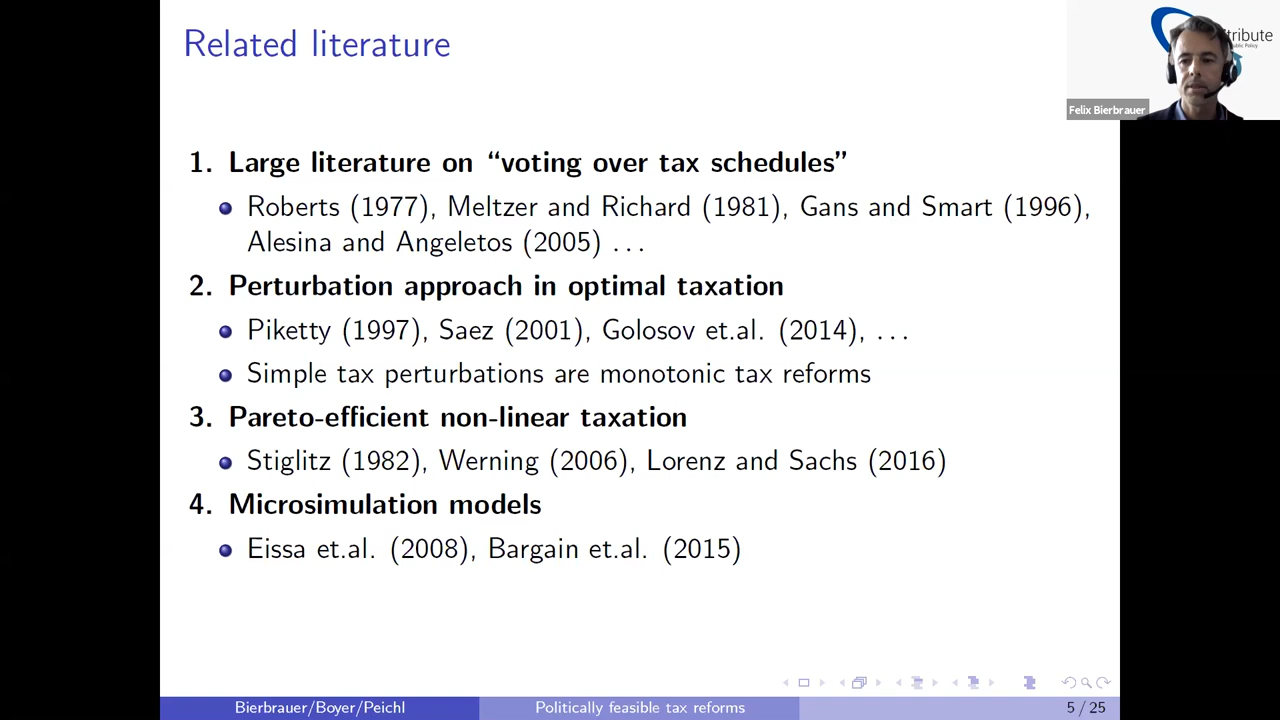 Related literature
tribute
ublic Policy
Felix Bierbrauer
1. Large literature on “voting over tax schedules”
Roberts (1977), Meltzer and Richard (1981), Gans and Smart (1996),
Alesina and Angeletos (2005) ...
2. Perturbation approach in optimal taxation
Piketty (1997), Saez (2001), Golosov et.al. (2014), ...
Simple tax perturbations are monotonic tax reforms
3. Pareto-efficient non-linear taxation
Stiglitz (1982), Werning (2006), Lorenz and Sachs (2016)
4. Microsimulation models
Eissa et.al. (2008), Bargain et.al. (2015)
Bierbrauer/Boyer/Peichl Politically feasible tax reforms 5 / 25